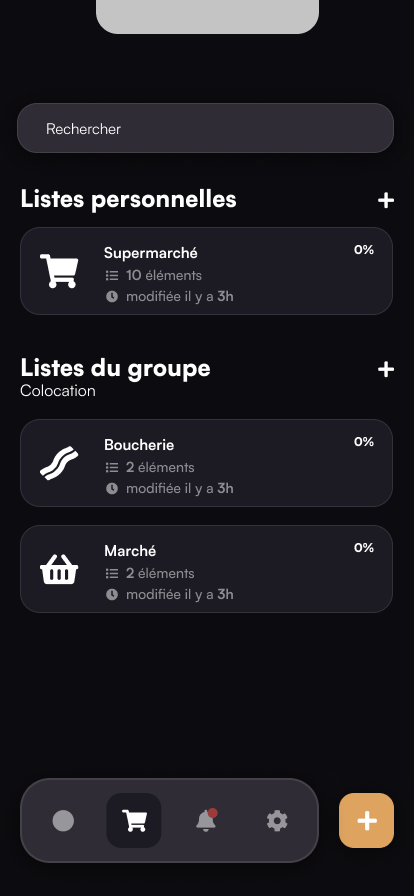 Rechercher
Listes personnelles
Supermarché
0%
10 éléments
modifiée il y a 3h
Listes du groupe
Colocation
Boucherie
0%
2 éléments
modifiée il y a 3h
Marché
0%
2 éléments
modifiée il y a 3h